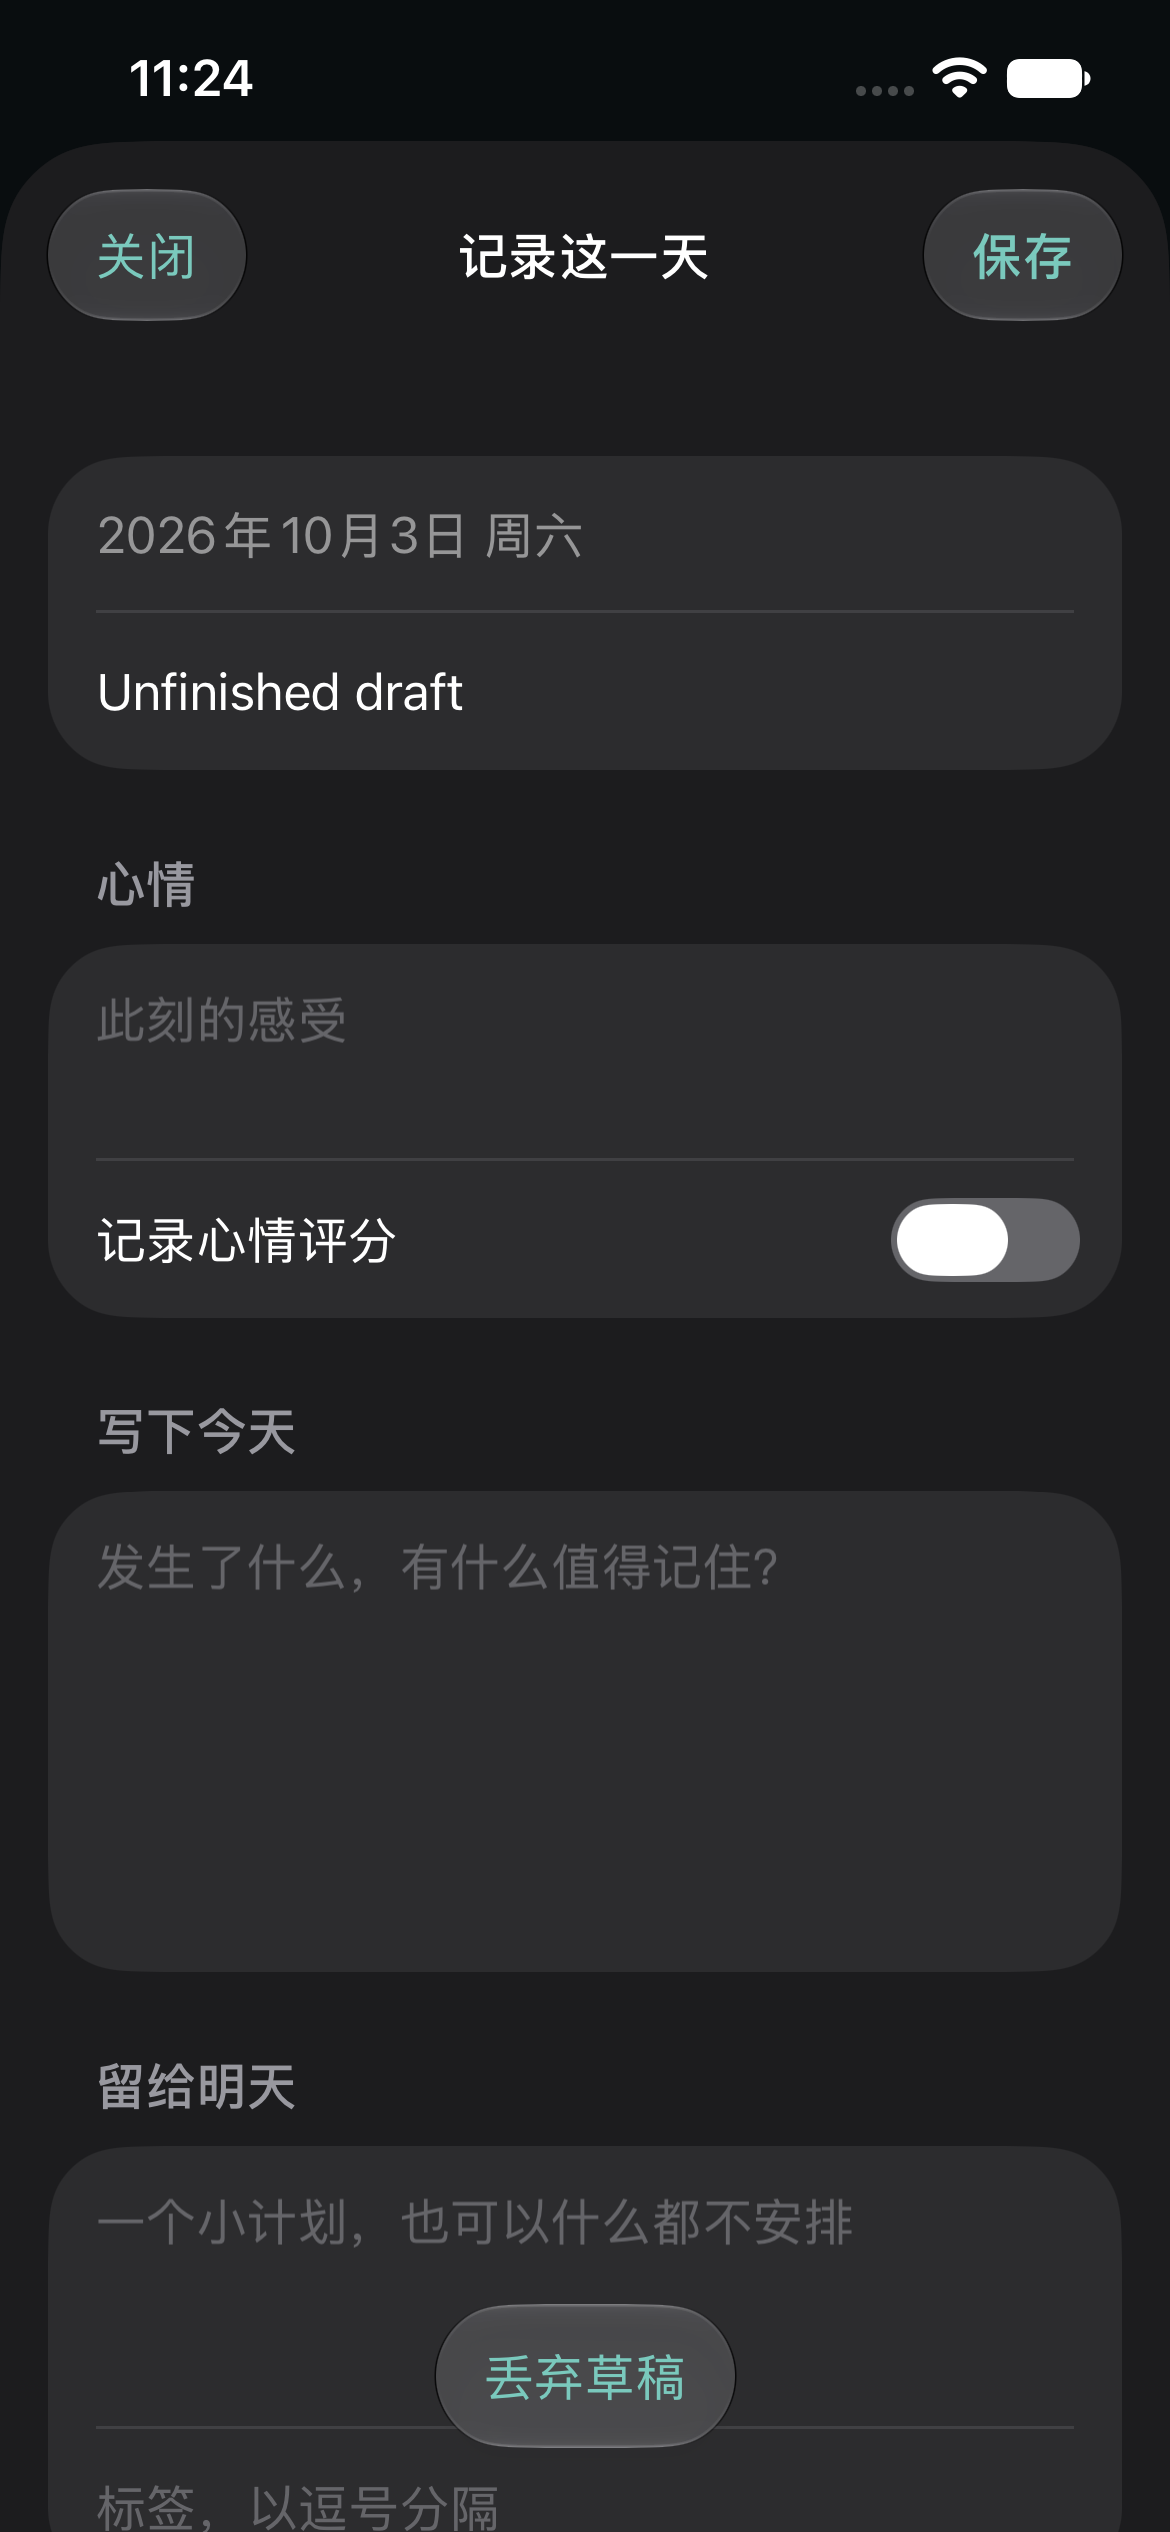 11:24
关闭
记录这一天
保存
2026年10月3日 周六
Unfinished draft
心情
此刻的感受
记录心情评分
写下今天
发生了什么，有什么值得记住?
留给明天
一个小计划，也可以什么都不安排
丢弃草稿
标签，以逗号分隔